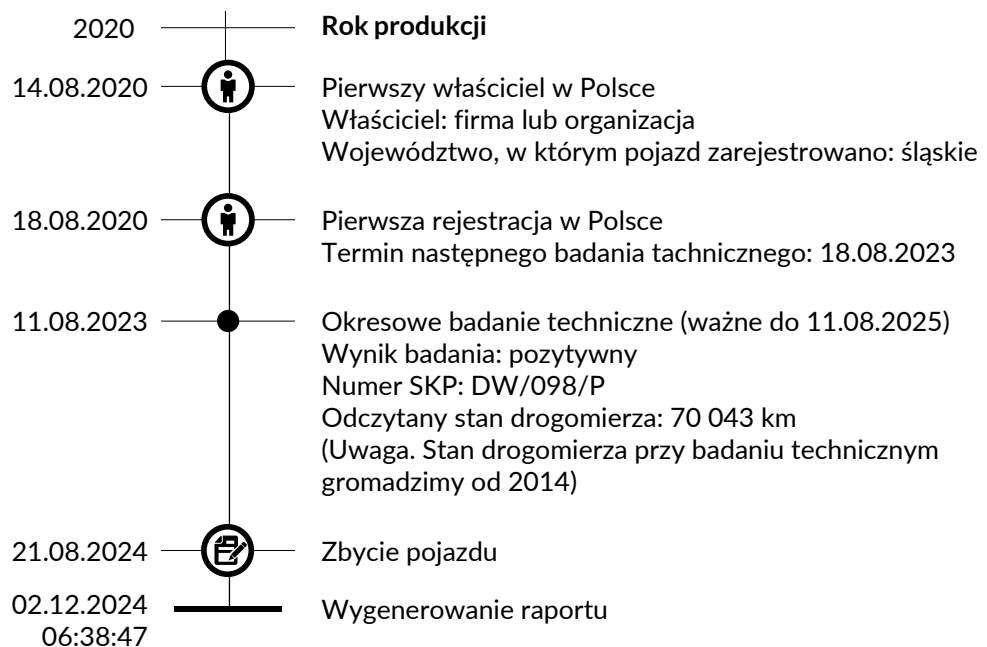 2020 Rok produkcji
14.08.2020 Pierwszy właściciel w Polsce
Właściciel: firma lub organizacja
Województwo, w którym pojazd zarejestrowano: śląskie
18.08.2020 Pierwsza rejestracja w Polsce
Termin następnego badania tachnicznego: 18.08.2023
11.08.2023 Okresowe badanie techniczne (ważne do 11.08.2025)
Wynik badania: pozytywny
Numer SKP: DW/098/P
Odczytany stan drogomierza: 70 043 km
(Uwaga. Stan drogomierza przy badaniu technicznym
gromadzimy od 2014)
21.08.2024 Zbycie pojazdu
02.12.2024 Wygenerowanie raportu
06:38:47